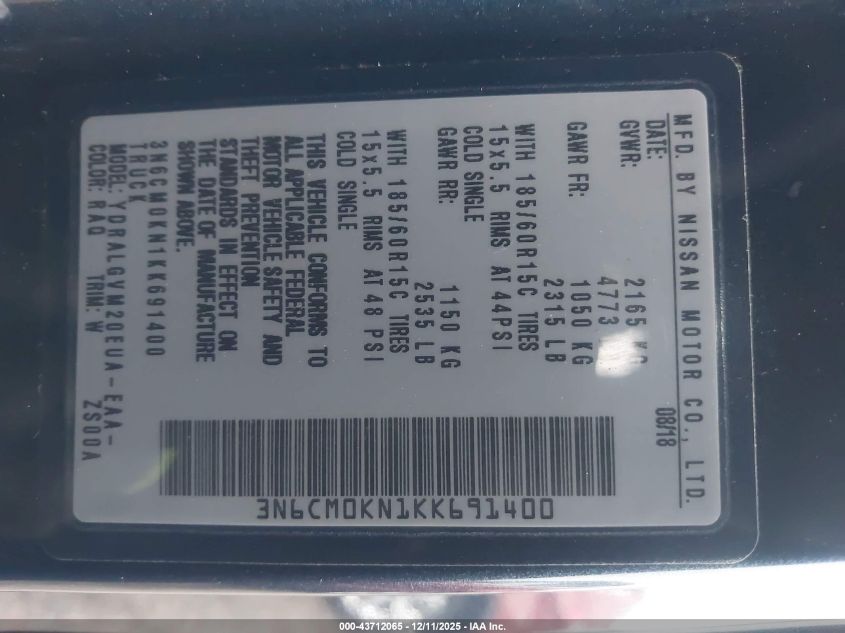 MFD. BY NISSAN MOTOR CO., LTD.
DATE: 08/18
GVWR: 2165 KG
4773
GAWR FR: 1050 KG
2315 LB
WITH 185/60R15C TIRES
15x5.5 RIMS AT 44PSI
COLD SINGLE
GAWR RR: 1150 KG
2535 LB
WITH 185/60R15C TIRES
15x5.5 RIMS AT 48 PSI
COLD SINGLE
THIS VEHICLE CONFORMS TO
ALL APPLICABLE FEDERAL
MOTOR VEHICLE SAFETY AND
THEFT PREVENTION
STANDARDS IN EFFECT ON
THE DATE OF MANUFACTURE
SHOWN ABOVE.
3N6CM0KN1KK691400
TRUCK
MODEL: YDRALGVM20EUA-EAA-
COLOR: RAQ TRIM: W ZS00A
3N6CM0KN1KK691400
000-43712065 - 12/11/2025 - IAA Inc.